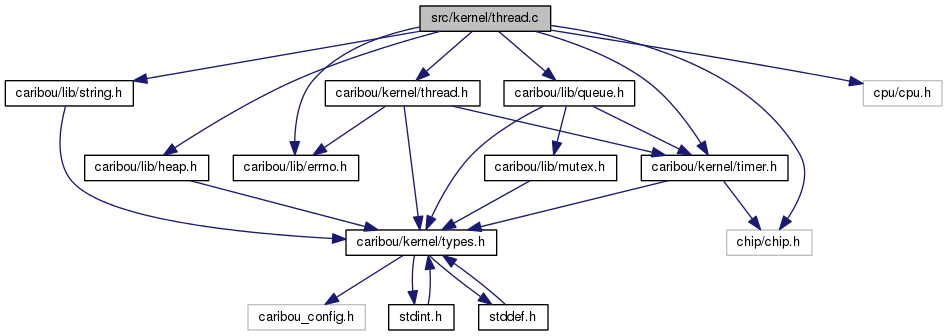 src/kernel/thread.c
caribou/lib/string.h
caribou/kernel/thread.h
caribou/lib/queue.h
cpu/cpu.h
caribou/lib/heap.h
caribou/lib/errno.h
caribou/lib/mutex.h
caribou/kernel/timer.h
caribou/kernel/types.h
chip/chip.h
caribou_config.h
stdint.h
stddef.h